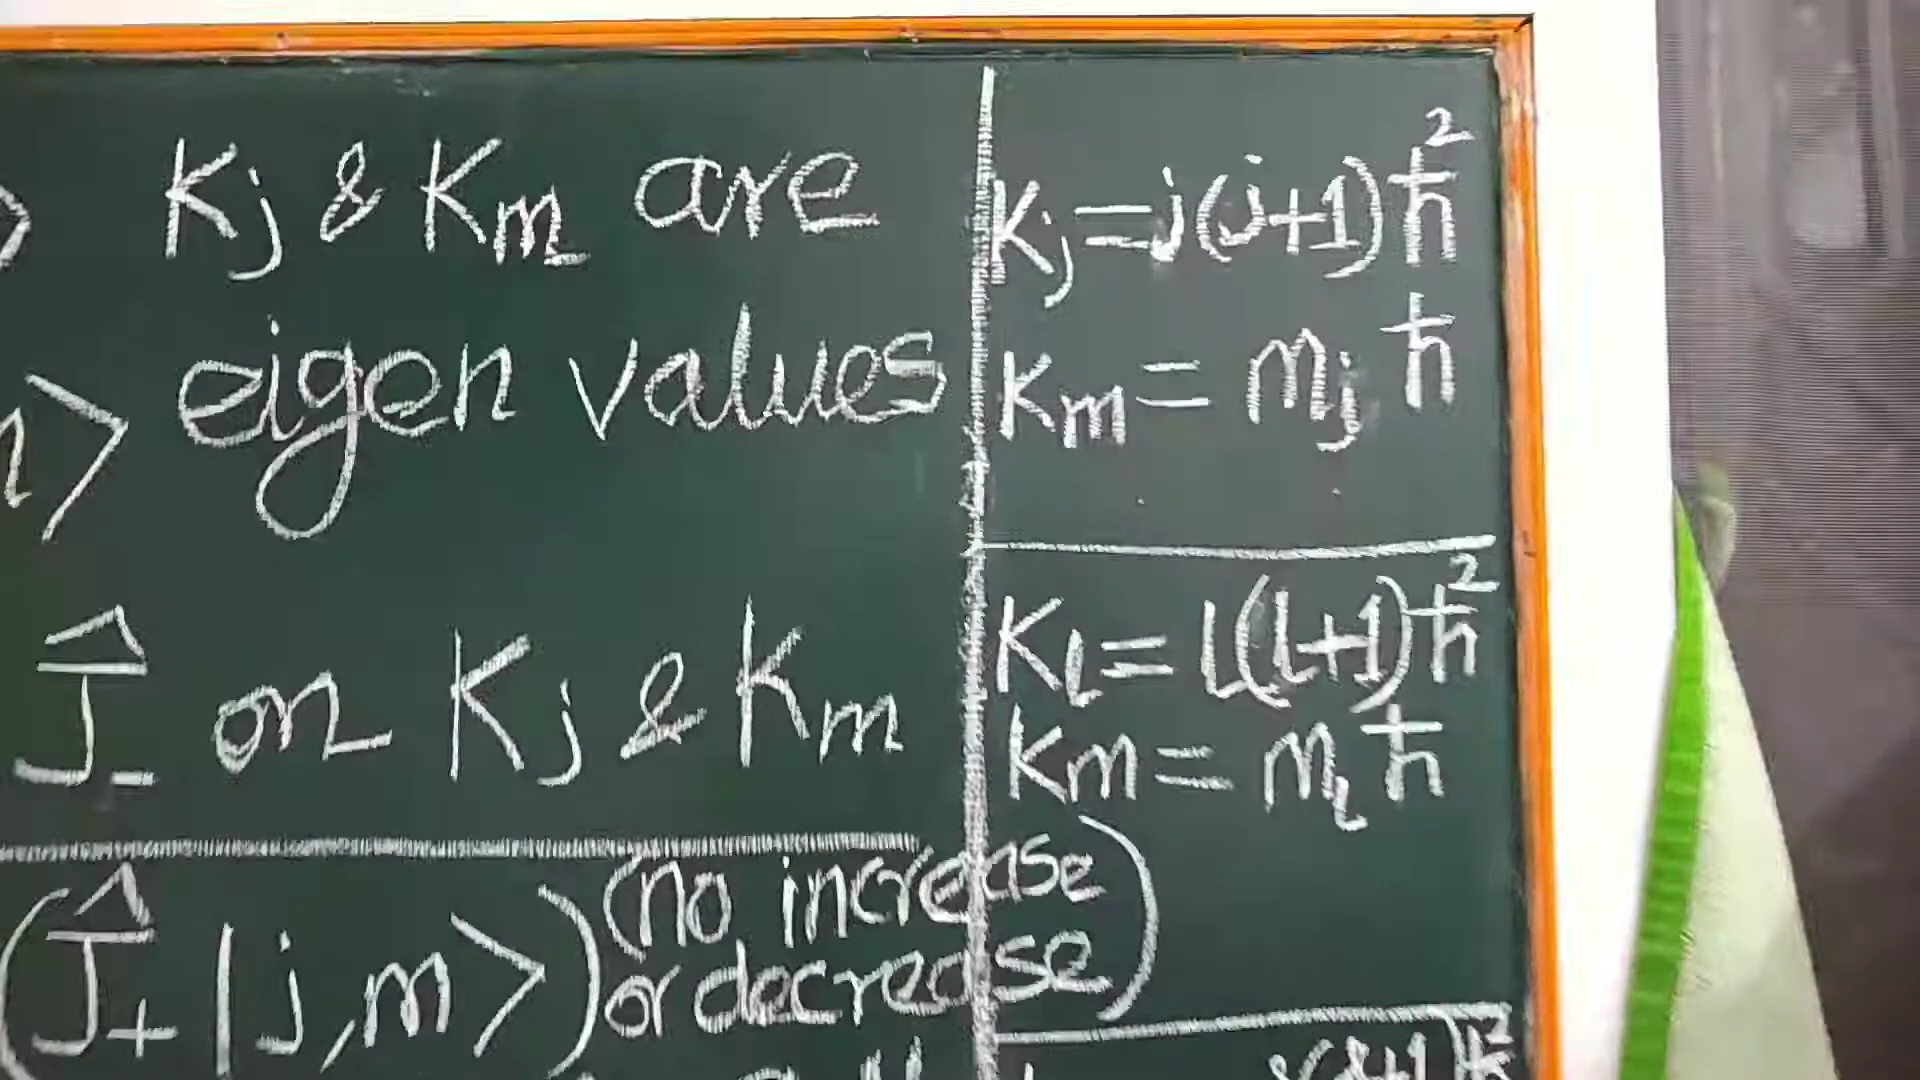 > Kj & Km are
eigen values
n>
Ĵ_ on Kj & Km
(Ĵ+ |j,m>) (no increase
or decrease)
Kj = j(j+1) ħ²
Km = mj ħ
KL = L(L+1) ħ²
Km = mL ħ